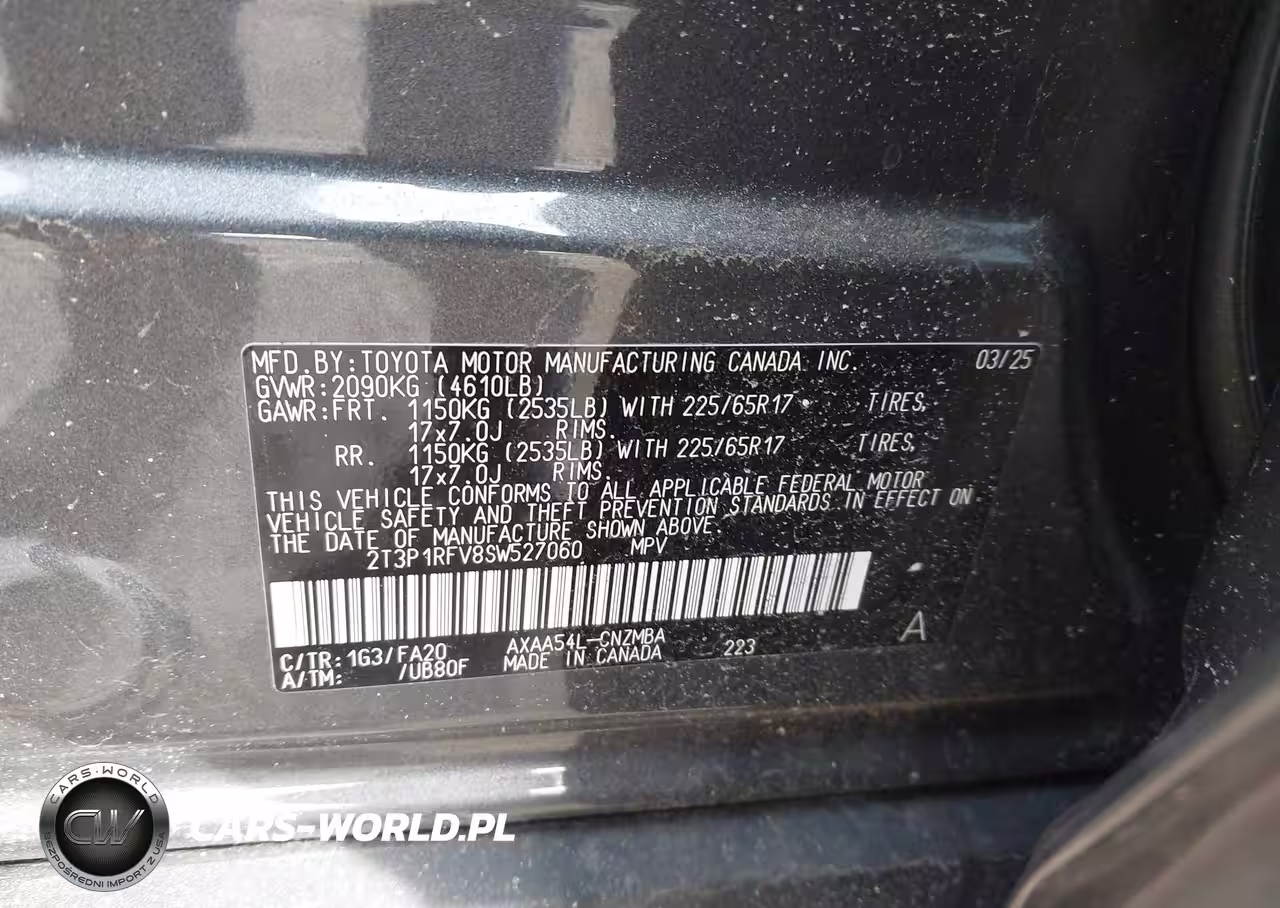 MFD.BY:TOYOTA MOTOR MANUFACTURING CANADA INC. 03/25
GVWR:2090KG (4610LB)
GAWR:FRT. 1150KG (2535LB) WITH 225/65R17 TIRES,
17x7.0J RIMS.
RR. 1150KG (2535LB) WITH 225/65R17 TIRES,
17x7.0J RIMS.
THIS VEHICLE CONFORMS TO ALL APPLICABLE FEDERAL MOTOR
VEHICLE SAFETY AND THEFT PREVENTION STANDARDS IN EFFECT ON
THE DATE OF MANUFACTURE SHOWN ABOVE.
2T3P1RFV8SW527060 MPV
C/TR:1G3/FA20 AXAA54L-CNZMBA 223 A
A/TM: /UB80F MADE IN CANADA
CARS-WORLD
CW
BEZPOŚREDNI IMPORT Z USA
CARS-WORLD.PL